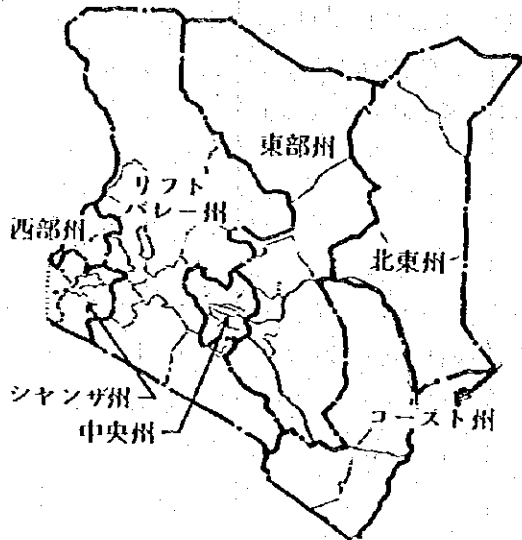 東部州
リフト
バレー州
西部州
北東州
シヤンザ州
中央州
コースト州